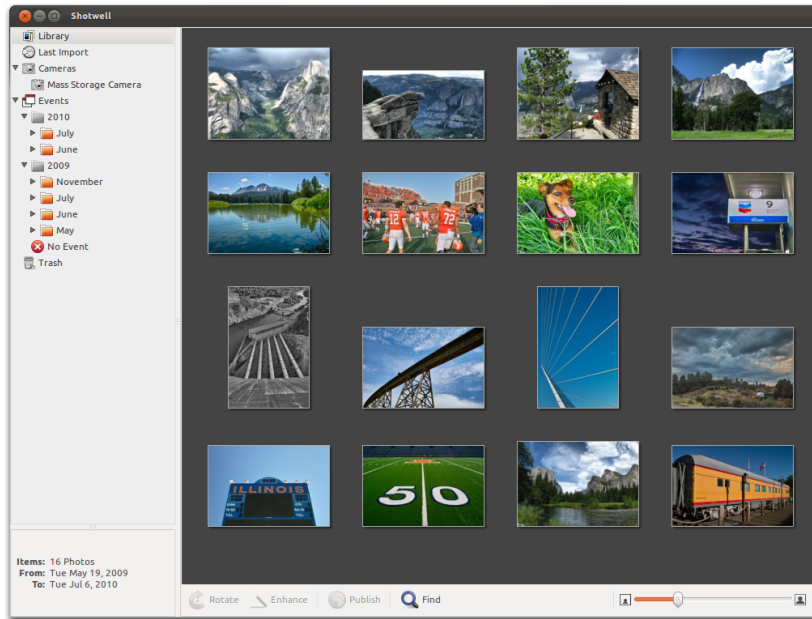 Shotwell
Library
Last Import
Cameras
Mass Storage Camera
Events
2010
July
June
2009
November
July
June
May
No Event
Trash
12
72
9
ILLINOIS
50
Items: 16 Photos
From: Tue May 19, 2009
To: Tue Jul 6, 2010
Rotate
Enhance
Publish
Find